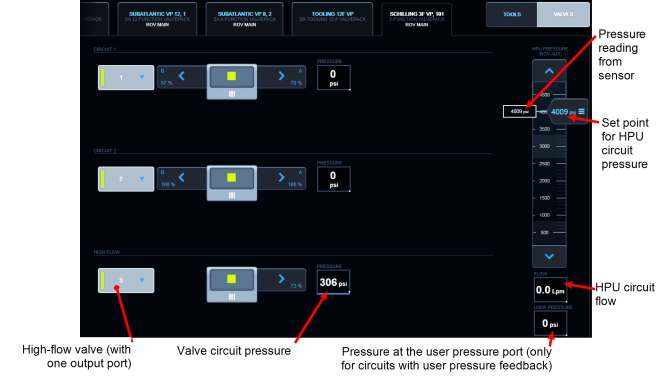 VALVEPACK
SUBATLANTIC VP 12, 1
SA 12-FUNCTION VALVEPACK
ROV MAIN
SUBATLANTIC VP 8, 2
SA 8-FUNCTION VALVEPACK
ROV MAIN
TOOLING 12F VP
SR TOOLING 12-F VALVEPACK
SCHILLING 3F VP, 101
3-FUNCTION VALVEPACK
ROV MAIN
TOOLS
VALVES
CIRCUIT 1
PRESSURE
1
B
57 %
A
70 %
0
psi
CIRCUIT 2
PRESSURE
2
B
100 %
A
100 %
0
psi
HIGH FLOW
PRESSURE
3
73 %
306 psi
HPU PRESSURE
(ROV AUX)
4500
4009 psi
4009 psi
3500
3000
2500
2000
1500
1000
500
FLOW
0.0 Lpm
USER PRESSURE
0 psi
Pressure
reading
from
sensor
Set point
for HPU
circuit
pressure
HPU circuit
flow
High-flow valve (with
one output port)
Valve circuit pressure
Pressure at the user pressure port (only
for circuits with user pressure feedback)